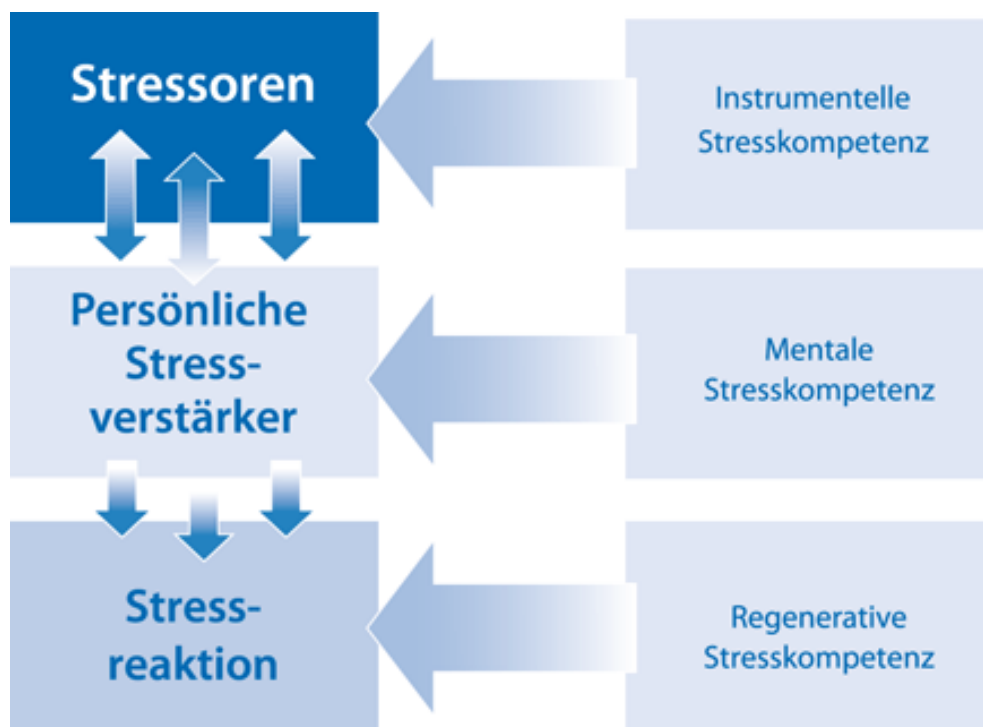 Stressoren
Instrumentelle
Stresskompetenz
Persönliche
Stress-
verstärker
Mentale
Stresskompetenz
Stress-
reaktion
Regenerative
Stresskompetenz